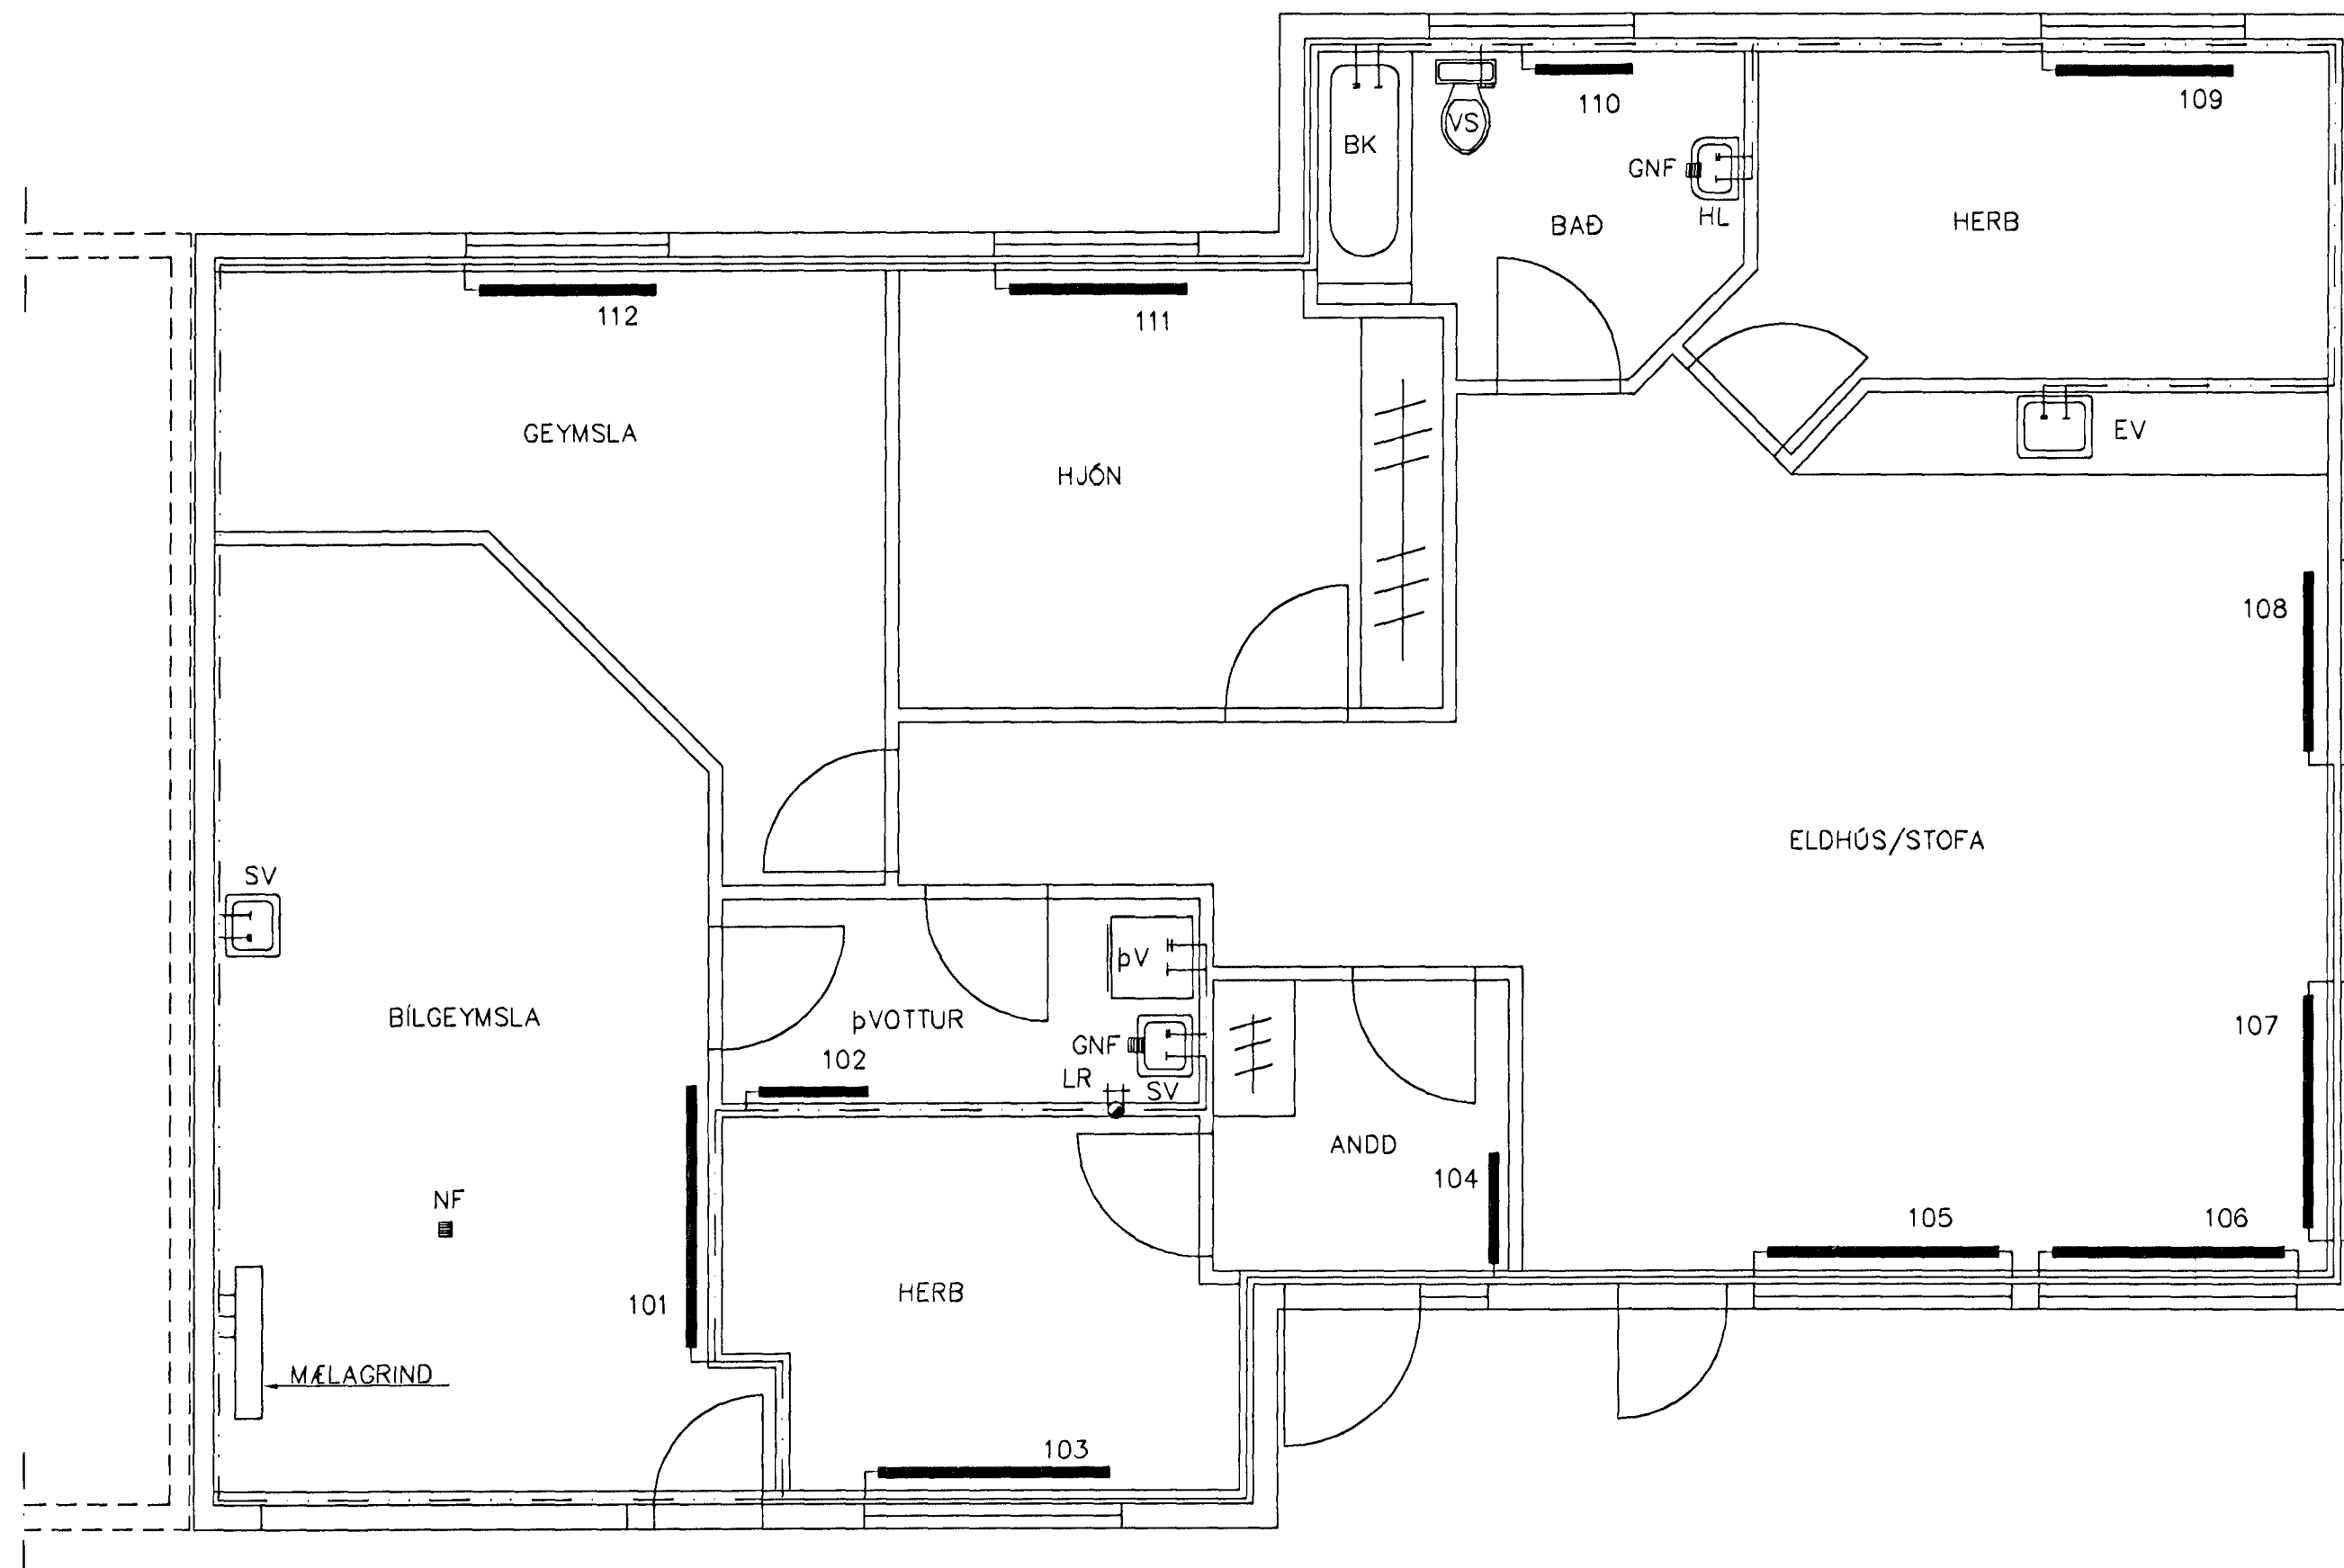 110
109
BK
VS
GNF
HL
BAÐ
HERB
112
111
GEYMSLA
HJÓN
EV
108
ELDHÚS/STOFA
SV
ÞV
BÍLGEYMSLA
ÞVOTTUR
107
GNF
102
LR
SV
ANDD
104
NF
105
106
101
HERB
MÆLAGRIND
103